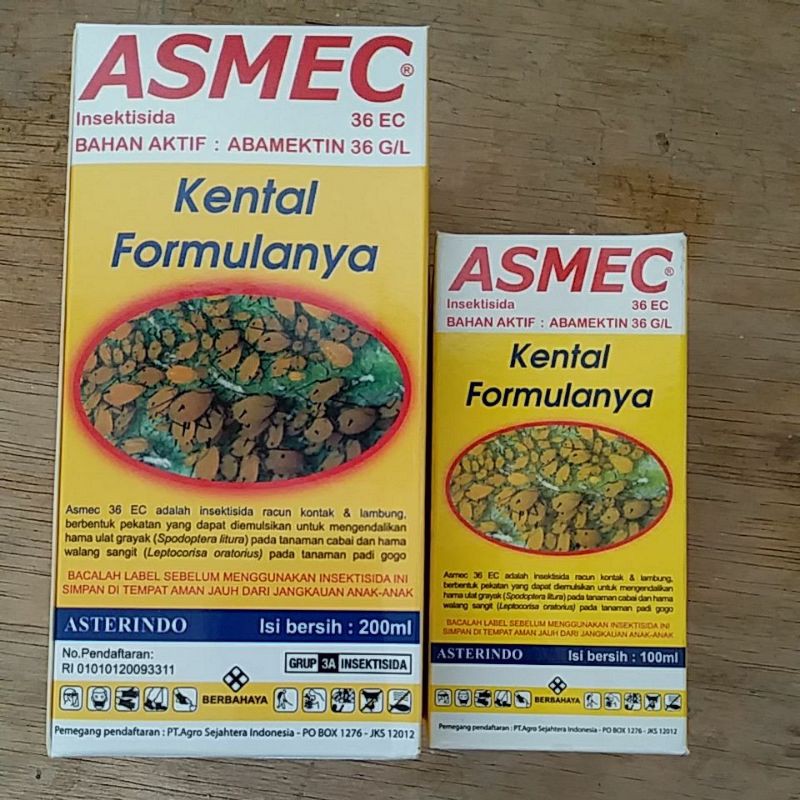 ASMEC®
Insektisida 36 EC
BAHAN AKTIF : ABAMEKTIN 36 G/L
Kental
Formulanya
Asmec 36 EC adalah insektisida racun kontak & lambung,
berbentuk pekatan yang dapat diemulsikan untuk mengendalikan
hama ulat grayak (Spodoptera litura) pada tanaman cabai dan hama
walang sangit (Leptocorisa oratorius) pada tanaman padi gogo
BACALAH LABEL SEBELUM MENGGUNAKAN INSEKTISIDA INI
SIMPAN DI TEMPAT AMAN JAUH DARI JANGKAUAN ANAK-ANAK
ASTERINDO Isi bersih : 200ml
No.Pendaftaran:
RI 01010120093311
GRUP 3A INSEKTISIDA
BERBAHAYA
Pemegang pendaftaran : PT.Agro Sejahtera Indonesia - PO BOX 1276 - JKS 12012
ASMEC®
Insektisida 36 EC
BAHAN AKTIF : ABAMEKTIN 36 G/L
Kental
Formulanya
Asmec 36 EC adalah insektisida racun kontak & lambung,
berbentuk pekatan yang dapat diemulsikan untuk mengendalikan
hama ulat grayak (Spodoptera litura) pada tanaman cabai dan hama
walang sangit (Leptocorisa oratorius) pada tanaman padi gogo
BACALAH LABEL SEBELUM MENGGUNAKAN INSEKTISIDA INI
SIMPAN DI TEMPAT AMAN JAUH DARI JANGKAUAN ANAK-ANAK
ASTERINDO Isi bersih : 100ml
BERBAHAYA
Pemegang pendaftaran : PT.Agro Sejahtera Indonesia - PO BOX 1276 - JKS 12012